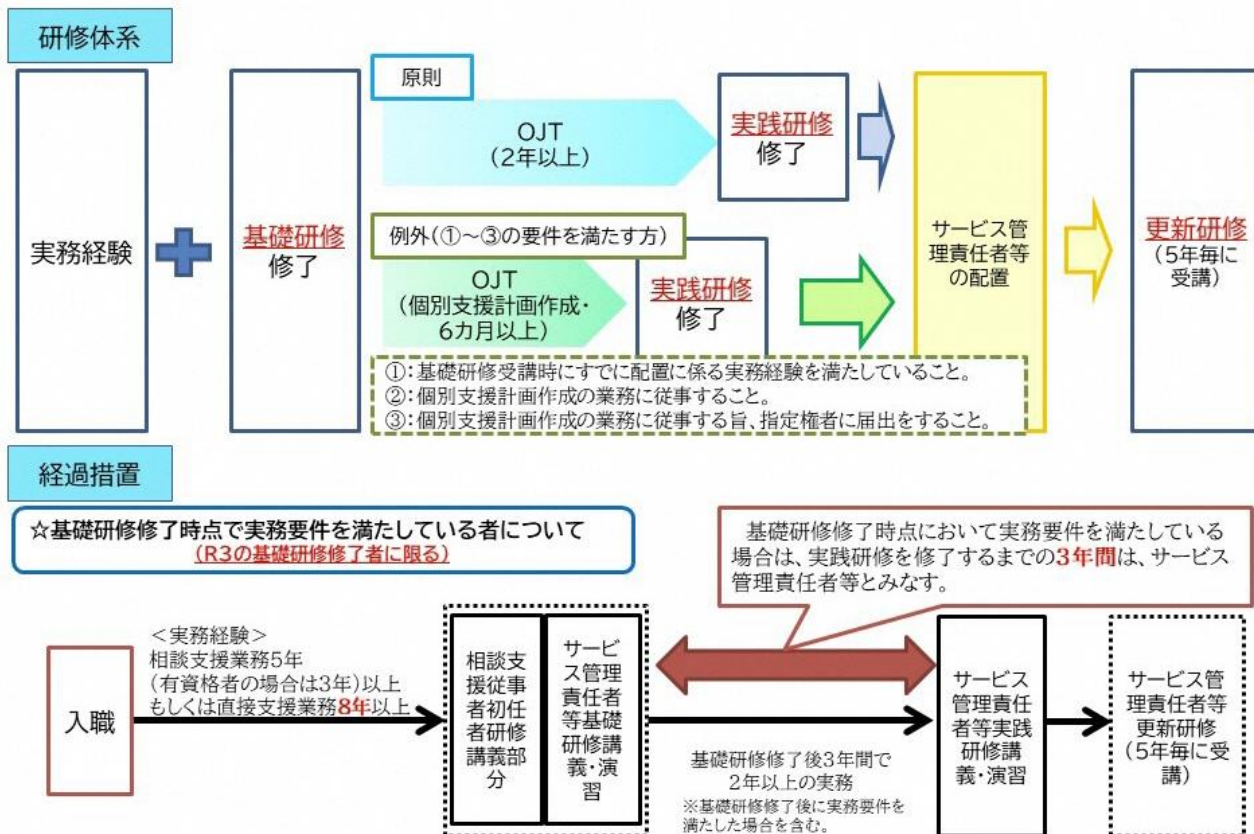 研修体系
実務経験
基礎研修
修了
原則
OJT
(2年以上)
実践研修
修了
例外(①～③の要件を満たす方)
OJT
(個別支援計画作成・
6カ月以上)
実践研修
修了
サービス管
理責任者等
の配置
更新研修
(5年毎に
受講)
①:基礎研修受講時にすでに配置に係る実務経験を満たしていること。
②:個別支援計画作成の業務に従事すること。
③:個別支援計画作成の業務に従事する旨、指定権者に届出をすること。
経過措置
☆基礎研修修了時点で実務要件を満たしている者について
(R3の基礎研修修了者に限る)
基礎研修修了時点において実務要件を満たしている
場合は、実践研修を修了するまでの3年間は、サービス
管理責任者等とみなす。
入職
＜実務経験＞
相談支援業務5年
(有資格者の場合は3年)以上
もしくは直接支援業務8年以上
相談支
援従事
者初任
者研修
講義部
分
サービ
ス管理
責任者
等基礎
研修講
義・演
習
基礎研修修了後3年間で
2年以上の実務
※基礎研修修了後に実務要件を
満たした場合を含む。
サービス
管理責任
者等実践
研修講
義・演習
サービス管
理責任者等
更新研修
(5年毎に受
講)